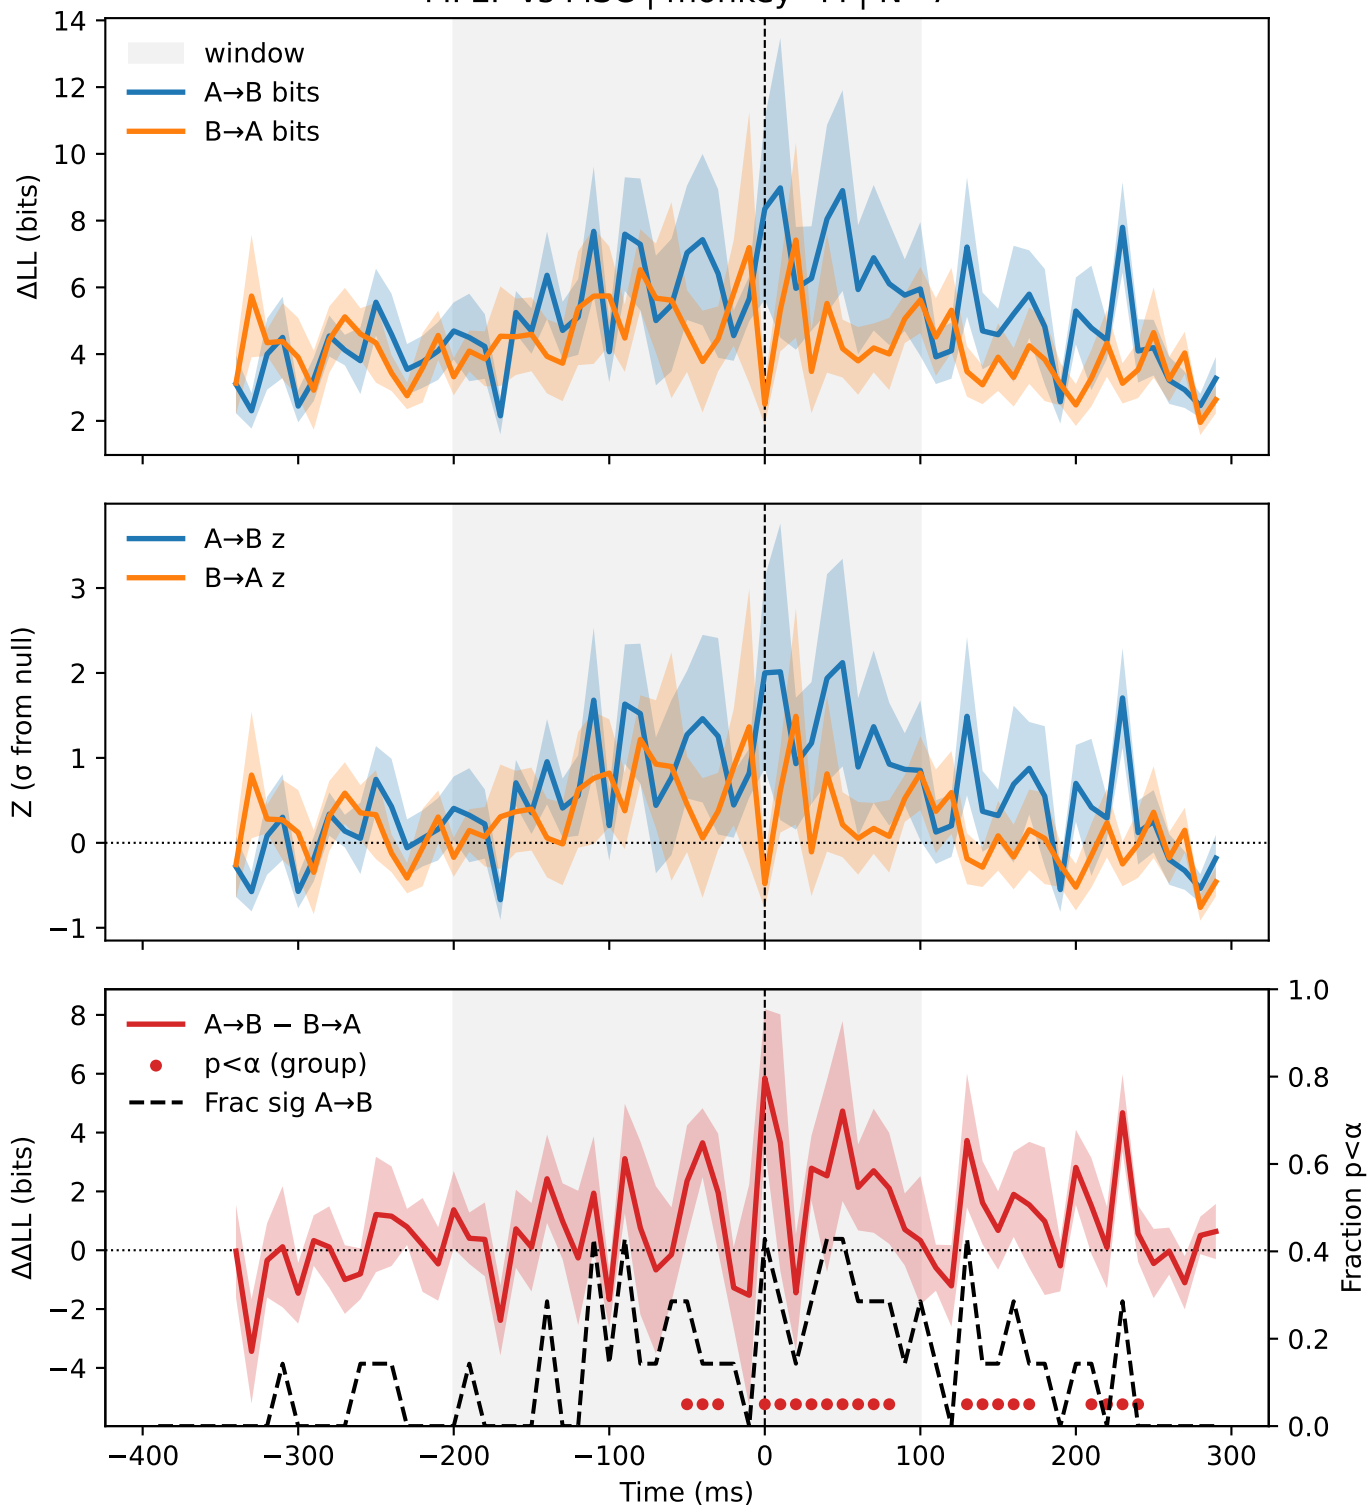 14
12
10
8
6
4
2
ΔLL (bits)
window
A→B bits
B→A bits
3
2
1
0
−1
Z (σ from null)
A→B z
B→A z
8
6
4
2
0
−2
−4
ΔΔLL (bits)
A→B − B→A
p<α (group)
Frac sig A→B
1.0
0.8
0.6
0.4
0.2
0.0
Fraction p<α
−400 −300 −200 −100 0 100 200 300
Time (ms)